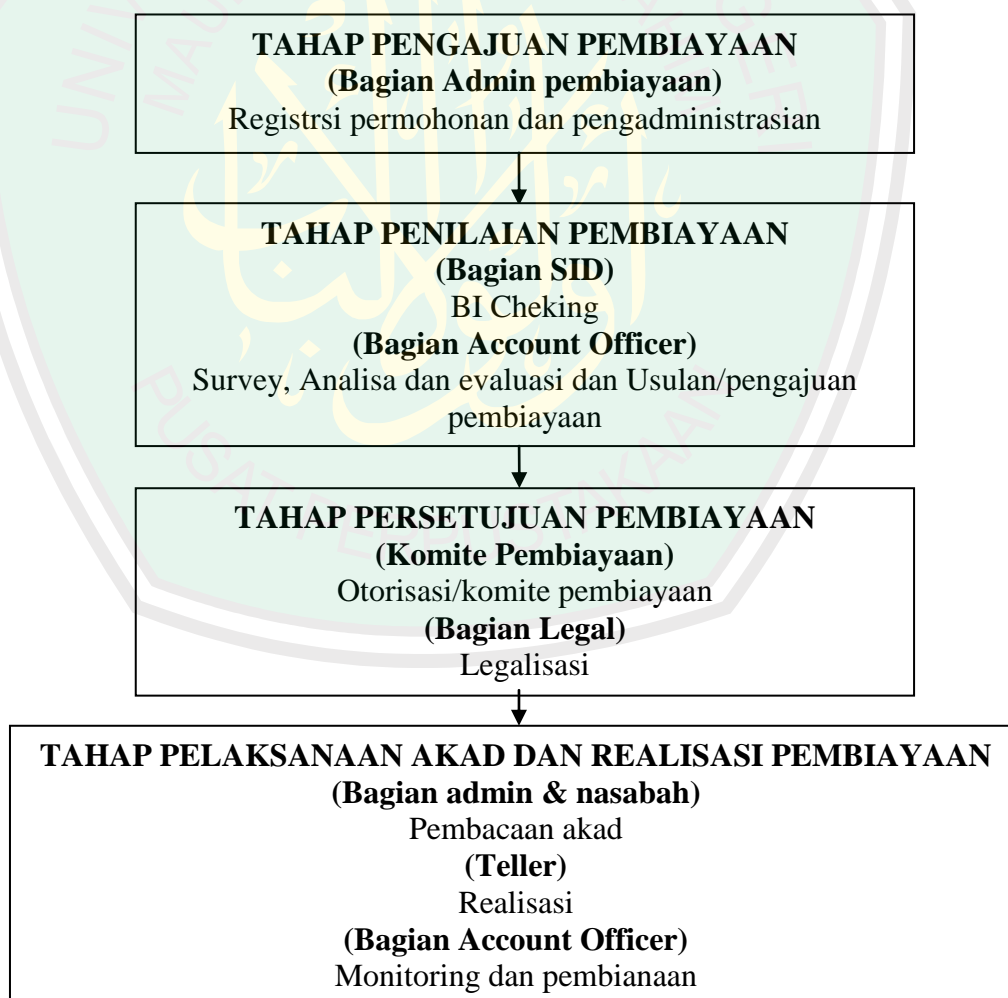 TAHAP PENGAJUAN PEMBIAYAAN
(Bagian Admin pembiayaan)
Registrsi permohonan dan pengadministrasian
TAHAP PENILAIAN PEMBIAYAAN
(Bagian SID)
BI Cheking
(Bagian Account Officer)
Survey, Analisa dan evaluasi dan Usulan/pengajuan
pembiayaan
TAHAP PERSETUJUAN PEMBIAYAAN
(Komite Pembiayaan)
Otorisasi/komite pembiayaan
(Bagian Legal)
Legalisasi
TAHAP PELAKSANAAN AKAD DAN REALISASI PEMBIAYAAN
(Bagian admin & nasabah)
Pembacaan akad
(Teller)
Realisasi
(Bagian Account Officer)
Monitoring dan pembianaan
PUSAT PERPUSTAKAAN